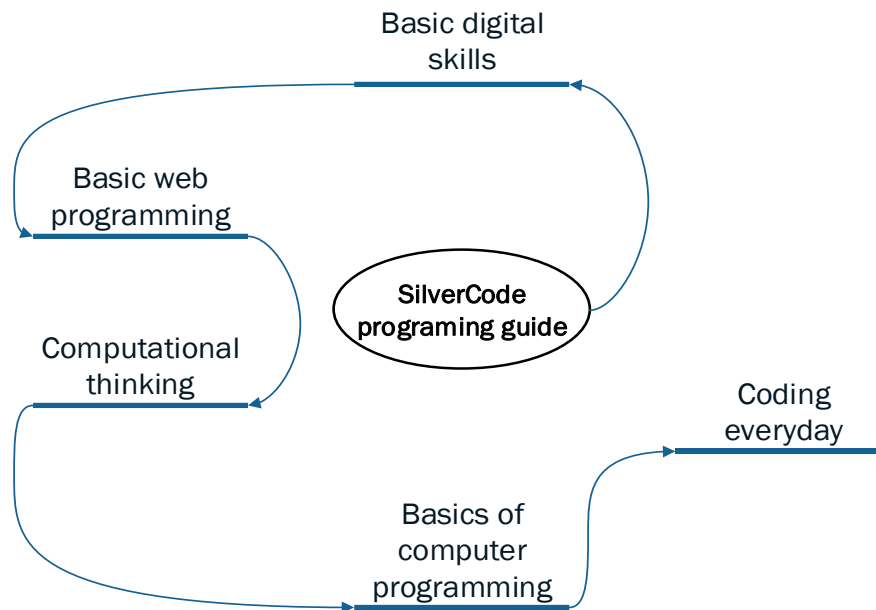 Basic digital
skills
Basic web
programming
SilverCode
programing guide
Computational
thinking
Coding
everyday
Basics of
computer
programming